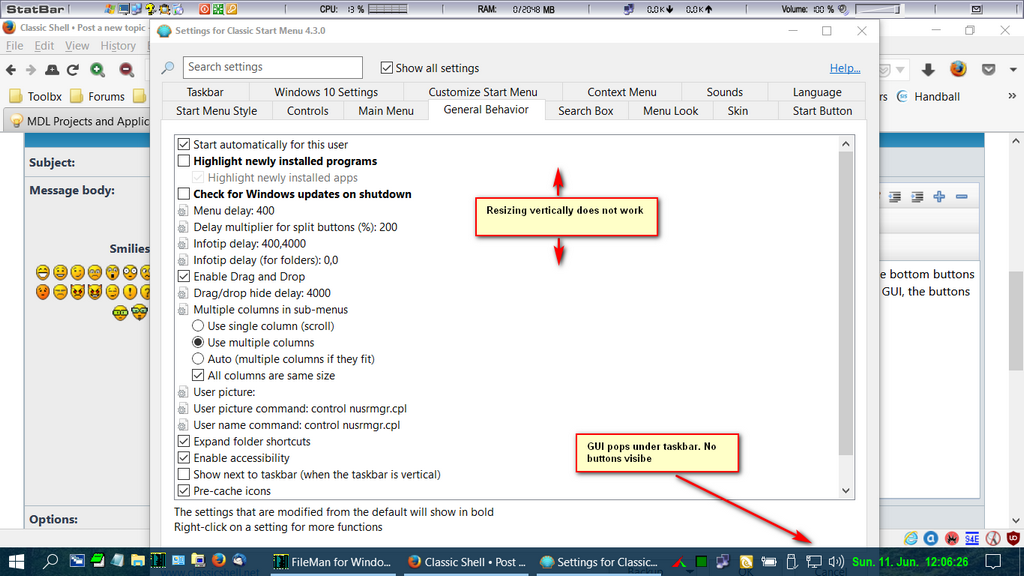 StatBar
CPU: 13 %
RAM: 0/2048 MB
0.0K
0.0K
Volume: 100 %
Classic Shell • Post a new topic -
File Edit View History
Toolbx
Forums
Handball
MDL Projects and Applic
Subject:
Message body:
Smilies
e bottom buttons
GUI, the buttons
Options:
Settings for Classic Start Menu 4.3.0
Search settings
Show all settings
Help...
Taskbar Windows 10 Settings Customize Start Menu Context Menu Sounds Language
Start Menu Style Controls Main Menu General Behavior Search Box Menu Look Skin Start Button
Start automatically for this user
Highlight newly installed programs
Highlight newly installed apps
Check for Windows updates on shutdown
Menu delay: 400
Delay multiplier for split buttons (%): 200
Infotip delay: 400,4000
Infotip delay (for folders): 0,0
Enable Drag and Drop
Drag/drop hide delay: 4000
Multiple columns in sub-menus
Use single column (scroll)
Use multiple columns
Auto (multiple columns if they fit)
All columns are same size
User picture:
User picture command: control nusrmgr.cpl
User name command: control nusrmgr.cpl
Expand folder shortcuts
Enable accessibility
Show next to taskbar (when the taskbar is vertical)
Pre-cache icons
Resizing vertically does not work
GUI pops under taskbar. No
buttons visibe
The settings that are modified from the default will show in bold
Right-click on a setting for more functions
S4E
FileMan for Windo...
Classic Shell • Post ...
Settings for Classic...
Sun. 11. Jun. 12:06:26
www.classicshell.net